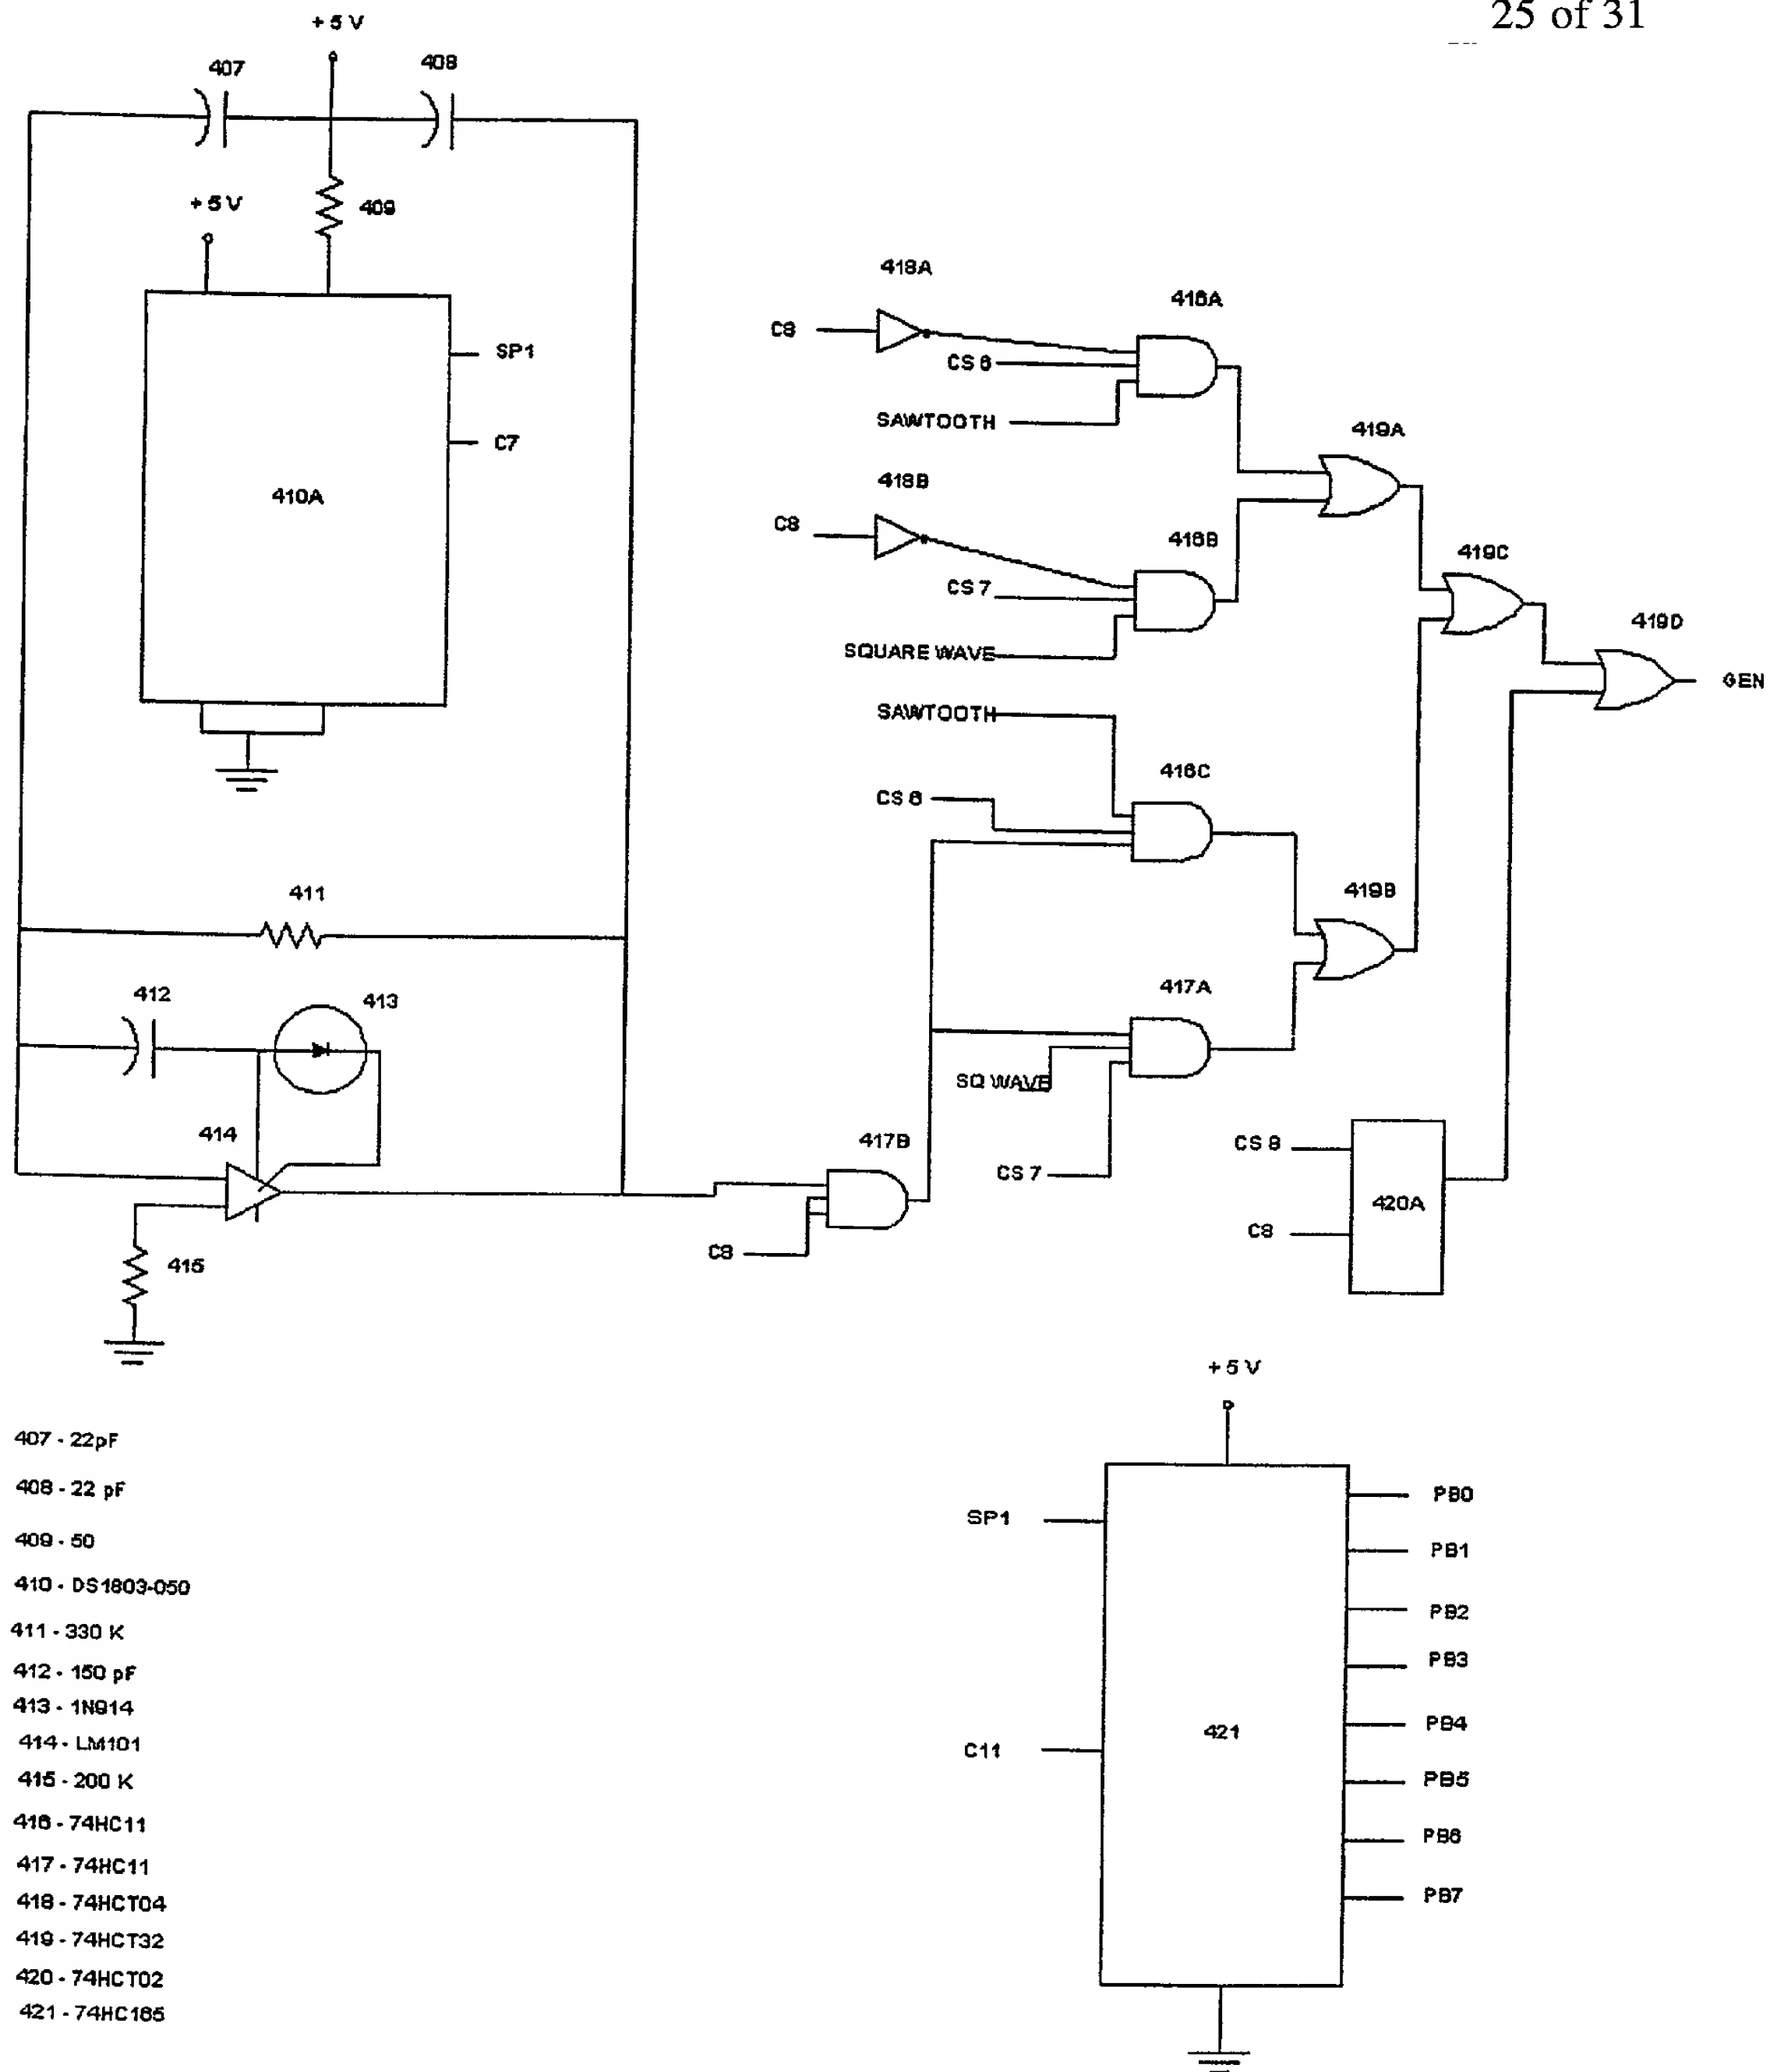 25 of 31
+5 V
407
408
+5 V
409
SP1
C7
410A
411
412
413
414
415
418A
416A
C8
CS 6
SAWTOOTH
419A
418B
C8
416B
CS 7
419C
SQUARE WAVE
419D
GEN
SAWTOOTH
416C
CS 6
419B
417A
SQ WAVE
417B
CS 7
CS 8
420A
C8
C8
+5 V
SP1
C11
421
PB0
PB1
PB2
PB3
PB4
PB5
PB6
PB7
407 - 22pF
408 - 22 pF
409 - 50
410 - DS1803-050
411 - 330 K
412 - 150 pF
413 - 1N914
414 - LM101
415 - 200 K
416 - 74HC11
417 - 74HC11
418 - 74HCT04
419 - 74HCT32
420 - 74HCT02
421 - 74HC165